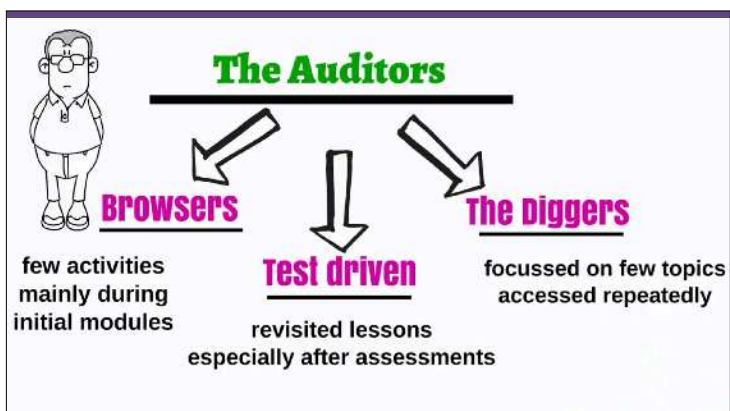 The Auditors
Browsers
few activities
mainly during
initial modules
Test driven
revisited lessons
especially after assessments
The Diggers
focussed on few topics
accessed repeatedly